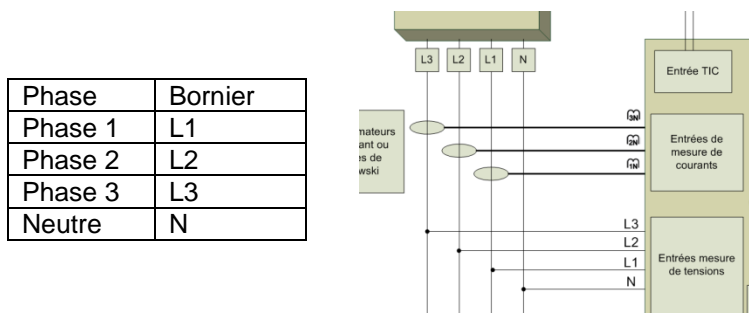 Phase Bornier
Phase 1 L1
Phase 2 L2
Phase 3 L3
Neutre N
L3 L2 L1 N
Entrée TIC
mateurs
ant ou
es de
wski
3N
2N
1N
Entrées de
mesure de
courants
L3
L2
L1
N
Entrées mesure
de tensions